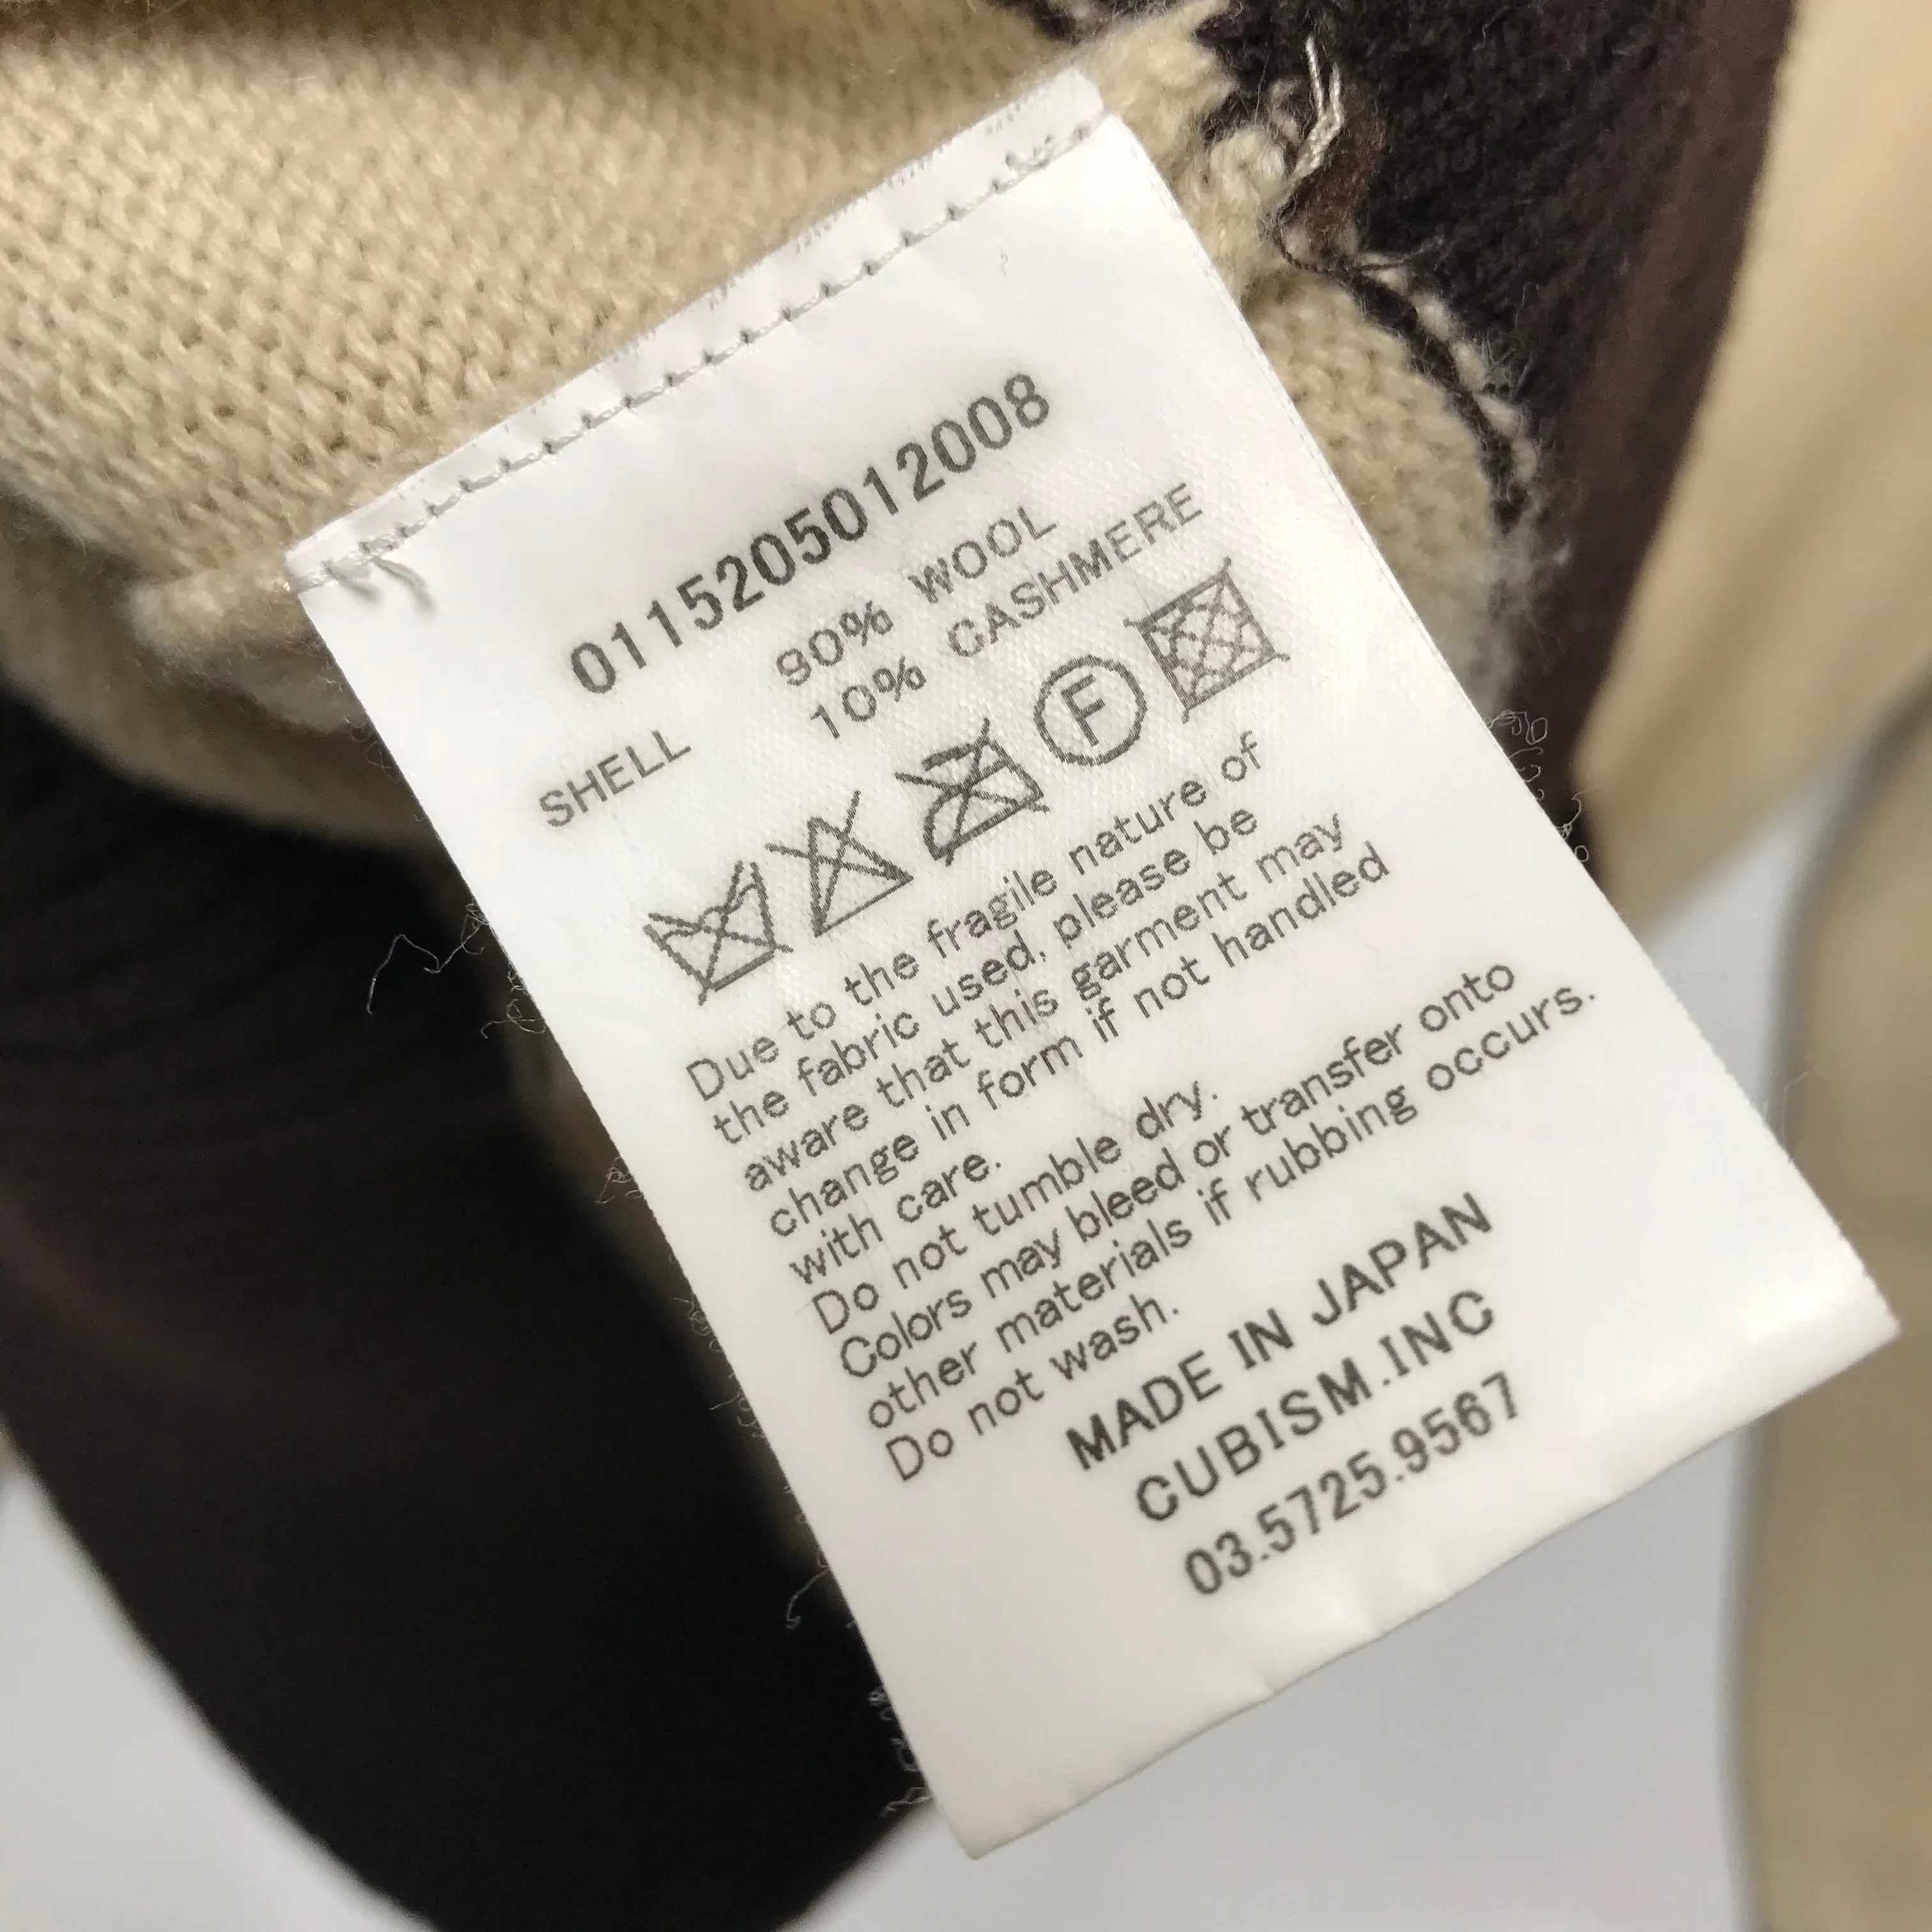 0115205012008
SHELL 90% WOOL
10% CASHMERE
F
Due to the fragile nature of
the fabric used, please be
aware that this garment may
change in form if not handled
with care.
Do not tumble dry.
Colors may bleed or transfer onto
other materials if rubbing occurs.
Do not wash.
MADE IN JAPAN
CUBISM.INC
03.5725.9567